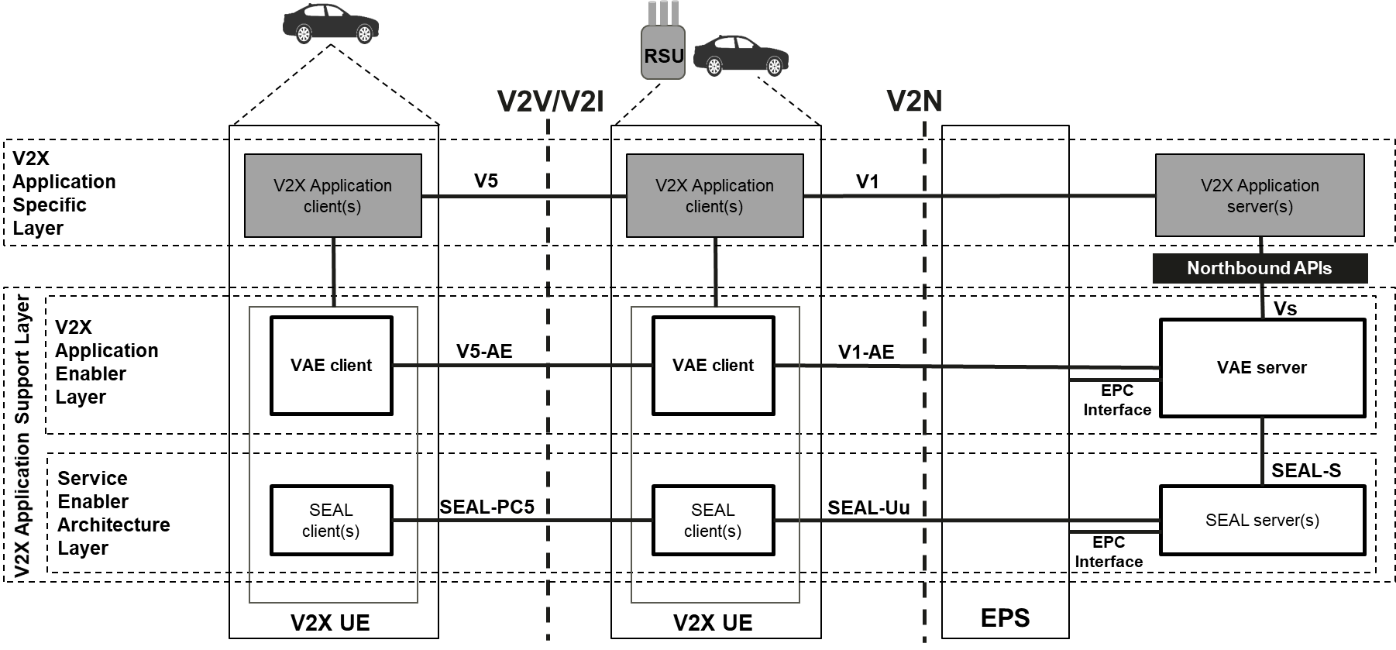 RSU
V2V/V2I
V2N
V2X
Application
Specific
Layer
V2X Application
client(s)
V5
V2X Application
client(s)
V1
V2X Application
server(s)
Northbound APIs
Vs
V2X Application Support Layer
V2X
Application
Enabler
Layer
VAE client
V5-AE
VAE client
V1-AE
EPC
Interface
VAE server
SEAL-S
Service
Enabler
Architecture
Layer
SEAL
client(s)
SEAL-PC5
SEAL
client(s)
SEAL-Uu
EPC
Interface
SEAL server(s)
V2X UE
V2X UE
EPS